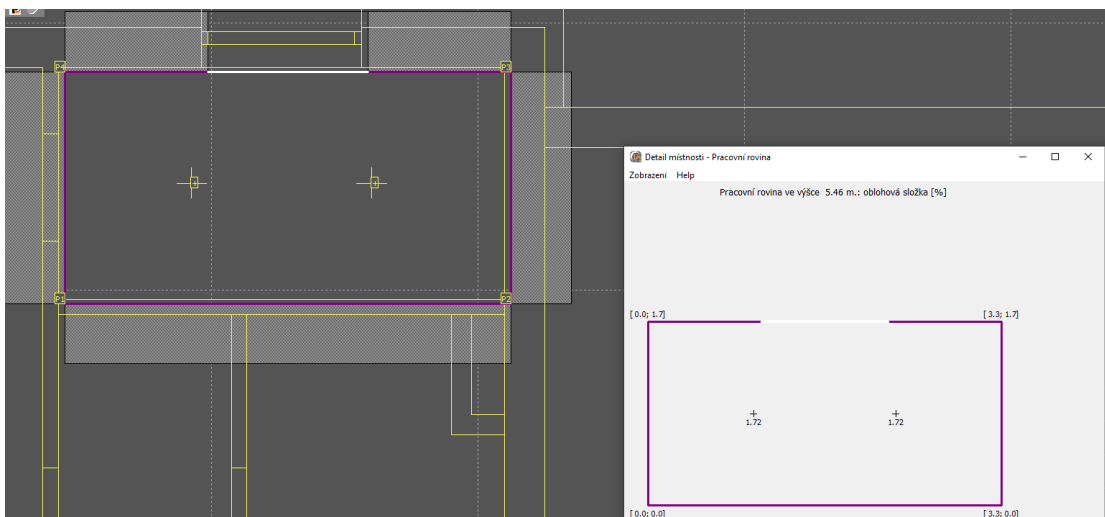 P4
P3
P1
P2
Detail místnosti - Pracovní rovina
Zobrazení Help
Pracovní rovina ve výšce 5.46 m.: oblohová složka [%]
[ 0.0; 1.7] [ 3.3; 1.7]
1.72 1.72
[ 0.0; 0.0] [ 3.3; 0.0]